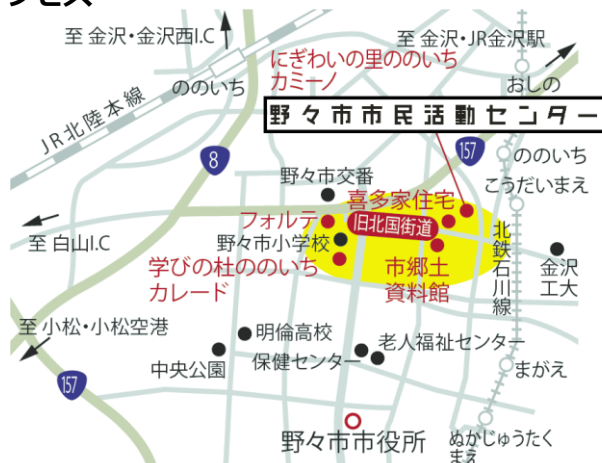 クセス
至 金沢・金沢西I.C
至 金沢・JR金沢駅
にぎわいの里ののいち
カミーノ
ののいち
おしの
JR北陸本線
野々市市民活動センター
8
157
ののいち
こうだいまえ
野々市交番
喜多家住宅
フォルテ
旧北国街道
至 白山I.C
野々市小学校
北鉄石川線
学びの杜ののいち
カレード
市郷土
資料館
金沢
工大
至 小松・小松空港
明倫高校
老人福祉センター
中央公園
保健センター
まがえ
157
野々市市役所
ぬかじゅうたく
まえ